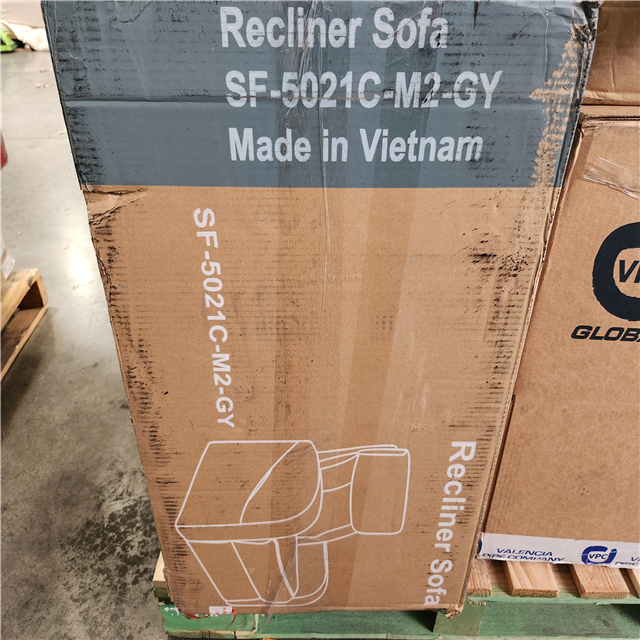 Recliner Sofa
SF-5021C-M2-GY
Made in Vietnam
SF-5021C-M2-GY
Recliner Sofa
GLOBA
VALENCIA
PIPE COMPANY
VPC